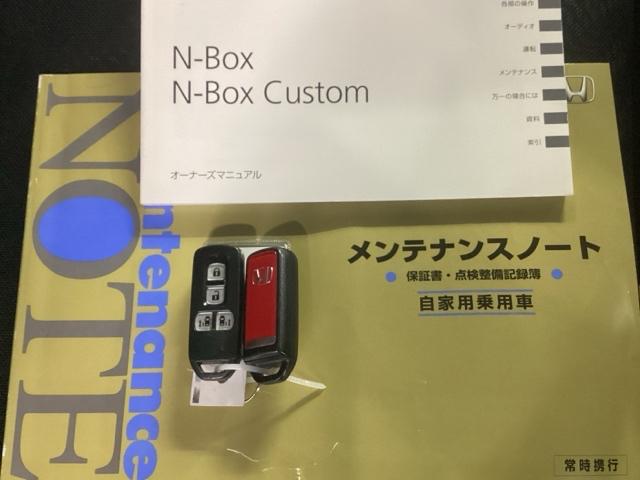 各部の操作
オーディオ
運転
メンテナンス
万一の場合には
資料
索引
N-Box
N-Box Custom
オーナーズマニュアル
NOTE
ntenance
メンテナンスノート
保証書・点検整備記録簿
自家用乗用車
常時携行